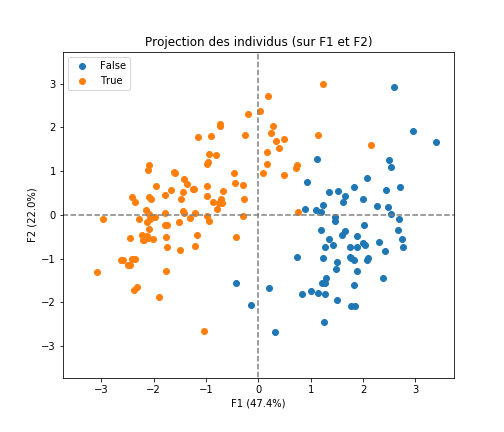 Projection des individus (sur F1 et F2)
False
True
3
2
1
0
−1
−2
−3
F2 (22.0%)
−3
−2
−1
0
1
2
3
F1 (47.4%)